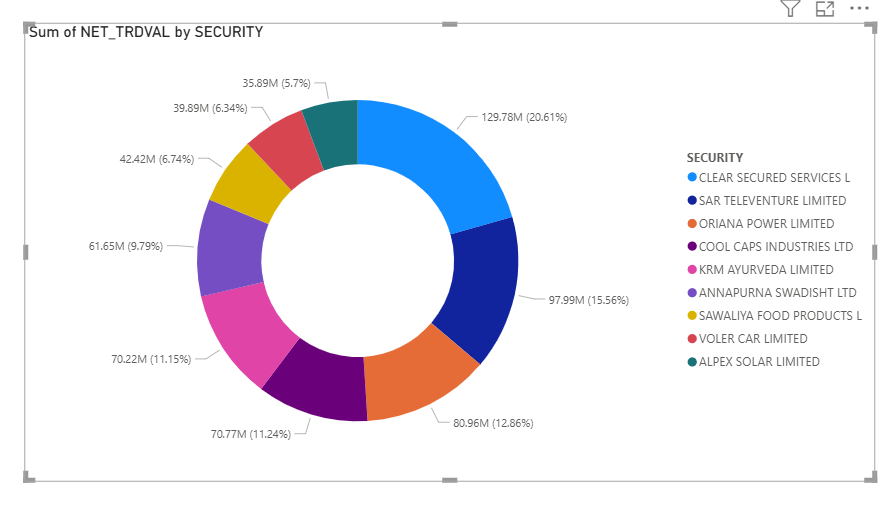 Sum of NET_TRDVAL by SECURITY
35.89M (5.7%)
39.89M (6.34%)
129.78M (20.61%)
42.42M (6.74%)
61.65M (9.79%)
97.99M (15.56%)
70.22M (11.15%)
80.96M (12.86%)
70.77M (11.24%)
SECURITY
CLEAR SECURED SERVICES L
SAR TELEVENTURE LIMITED
ORIANA POWER LIMITED
COOL CAPS INDUSTRIES LTD
KRM AYURVEDA LIMITED
ANNAPURNA SWADISHT LTD
SAWALIYA FOOD PRODUCTS L
VOLER CAR LIMITED
ALPEX SOLAR LIMITED